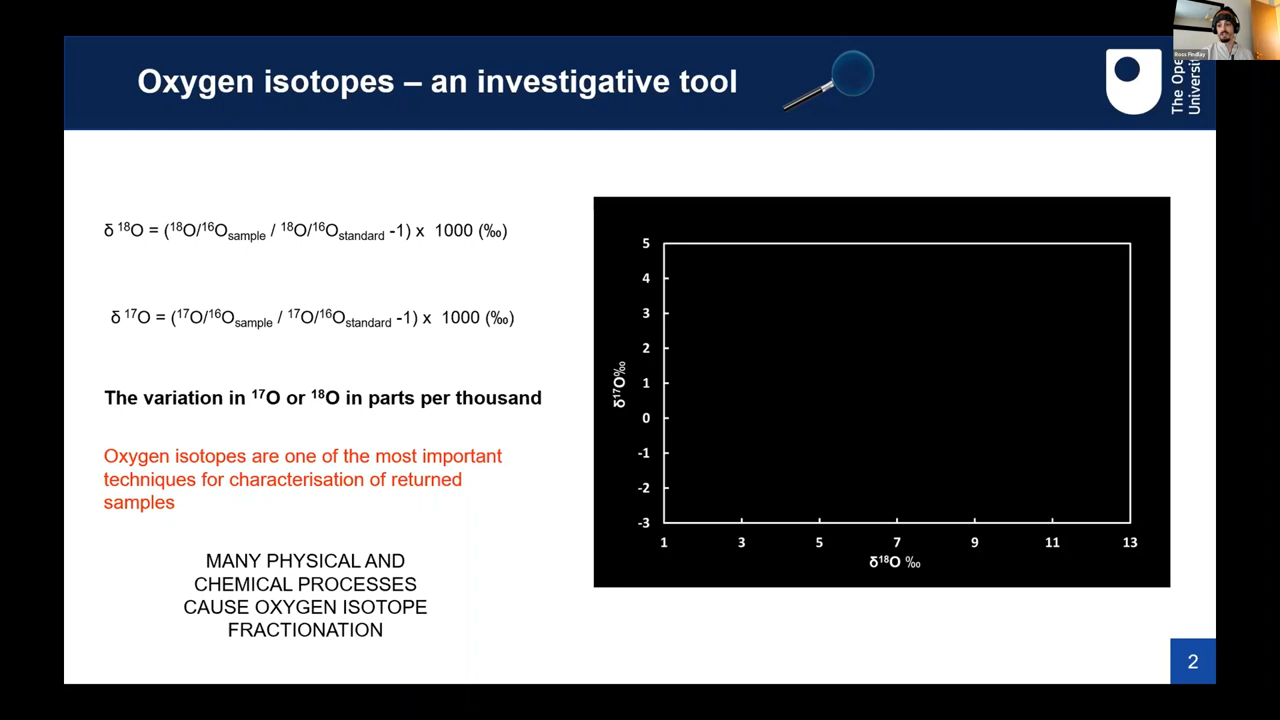 Oxygen isotopes – an investigative tool
The Open
University
Ross Findlay
δ ¹⁸O = (¹⁸O/¹⁶Osample / ¹⁸O/¹⁶Ostandard -1) x 1000 (‰)
δ ¹⁷O = (¹⁷O/¹⁶Osample / ¹⁷O/¹⁶Ostandard -1) x 1000 (‰)
The variation in ¹⁷O or ¹⁸O in parts per thousand
Oxygen isotopes are one of the most important
techniques for characterisation of returned
samples
MANY PHYSICAL AND
CHEMICAL PROCESSES
CAUSE OXYGEN ISOTOPE
FRACTIONATION
δ¹⁷O‰
5
4
3
2
1
0
-1
-2
-3
1 3 5 7 9 11 13
δ¹⁸O ‰
2